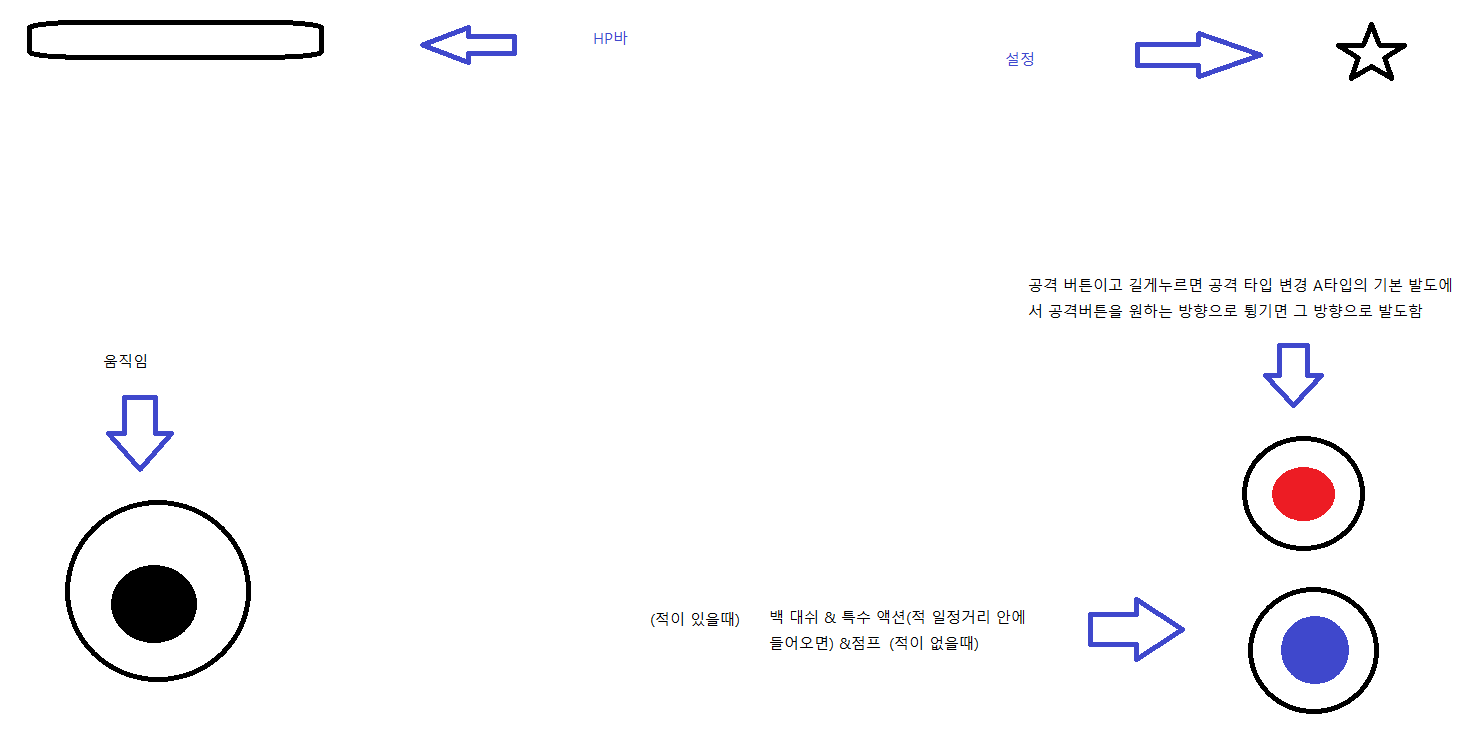 HP바
설정
공격 버튼이고 길게누르면 공격 타입 변경 A타입의 기본 발도에
서 공격버튼을 원하는 방향으로 튕기면 그 방향으로 발도함
움직임
(적이 있을때) 백 대쉬 & 특수 액션(적 일정거리 안에
들어오면) &점프 (적이 없을때)